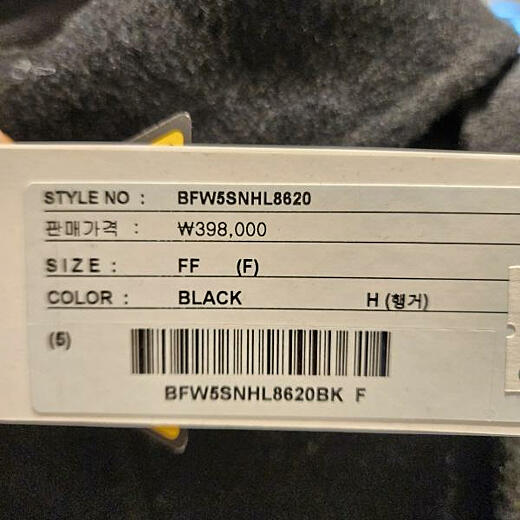 STYLE NO : BFW5SNHL8620
판매가격 : ₩398,000
SIZE : FF (F)
COLOR : BLACK H (행거)
(5)
BFW5SNHL8620BK F